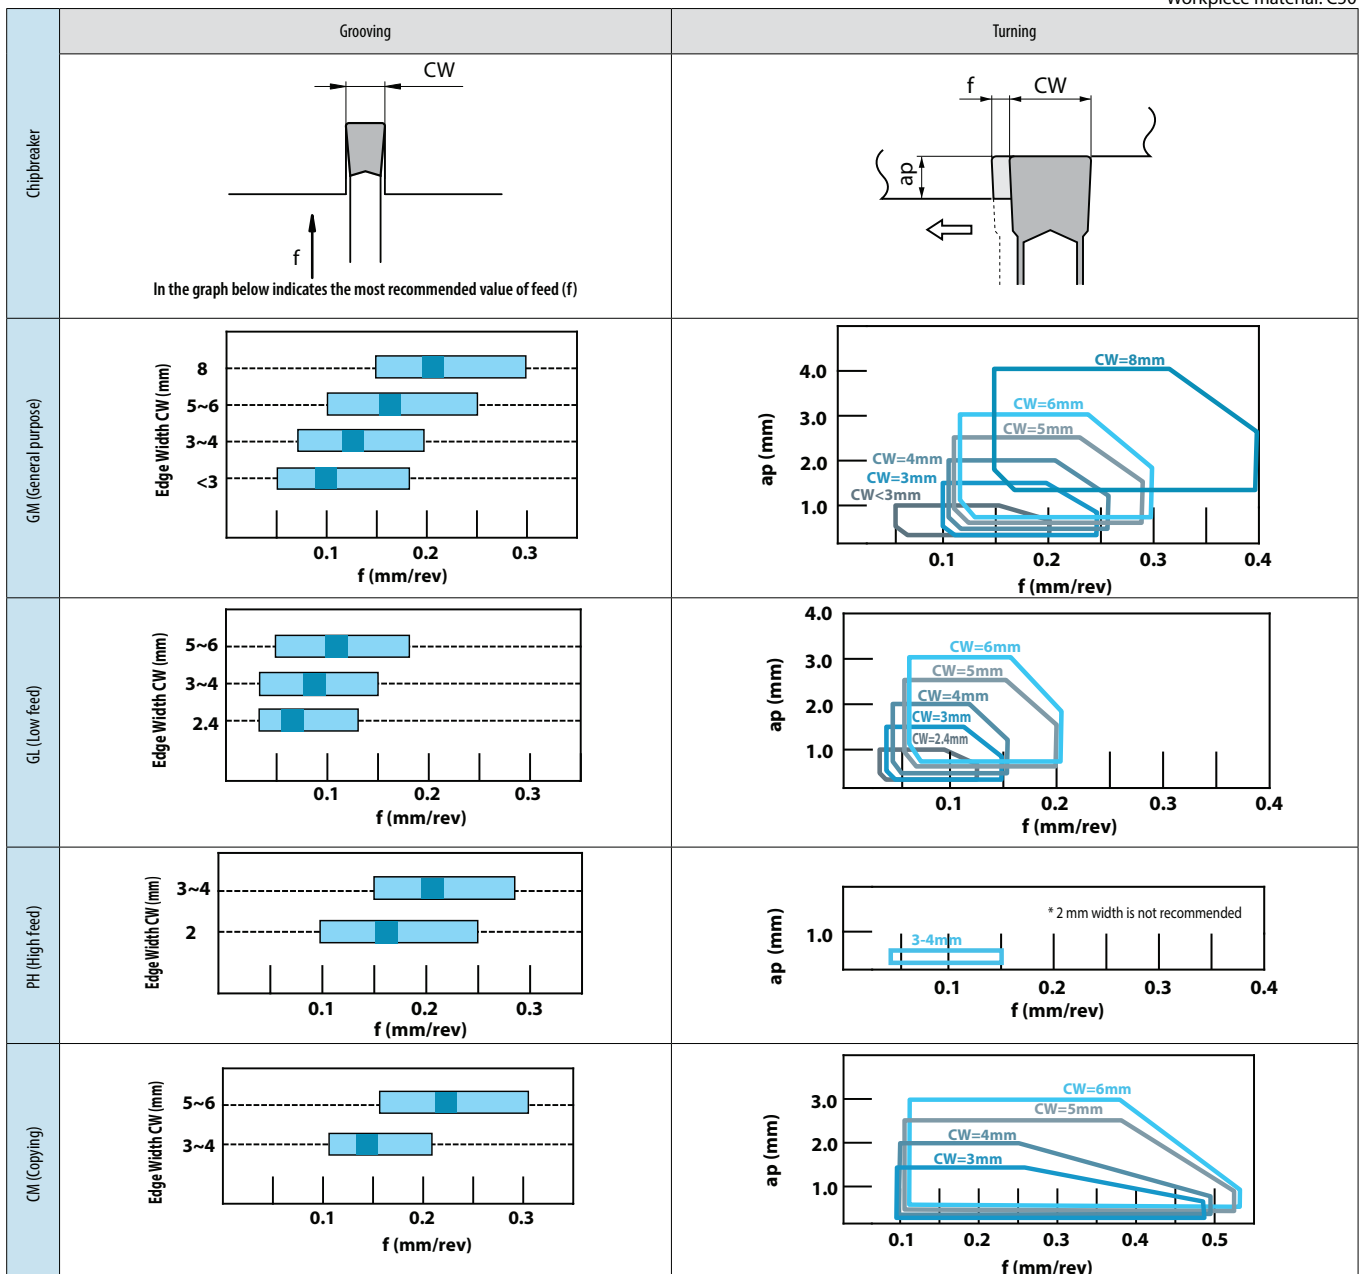 Workpiece material: C50
Grooving
Turning
Chipbreaker
CW
f
In the graph below indicates the most recommended value of feed (f)
f
CW
ap
GM (General purpose)
Edge Width CW (mm)
8
5~6
3~4
<3
0.1
0.2
0.3
f (mm/rev)
ap (mm)
4.0
3.0
2.0
1.0
CW=8mm
CW=6mm
CW=5mm
CW=4mm
CW=3mm
CW<3mm
0.1
0.2
0.3
0.4
f (mm/rev)
GL (Low feed)
Edge Width CW (mm)
5~6
3~4
2.4
0.1
0.2
0.3
f (mm/rev)
ap (mm)
4.0
3.0
2.0
1.0
CW=6mm
CW=5mm
CW=4mm
CW=3mm
CW=2.4mm
0.1
0.2
0.3
0.4
f (mm/rev)
PH (High feed)
Edge Width CW (mm)
3~4
2
0.1
0.2
0.3
f (mm/rev)
ap (mm)
1.0
* 2 mm width is not recommended
3-4mm
0.1
0.2
0.3
0.4
f (mm/rev)
CM (Copying)
Edge Width CW (mm)
5~6
3~4
0.1
0.2
0.3
f (mm/rev)
ap (mm)
3.0
2.0
1.0
CW=6mm
CW=5mm
CW=4mm
CW=3mm
0.1
0.2
0.3
0.4
0.5
f (mm/rev)